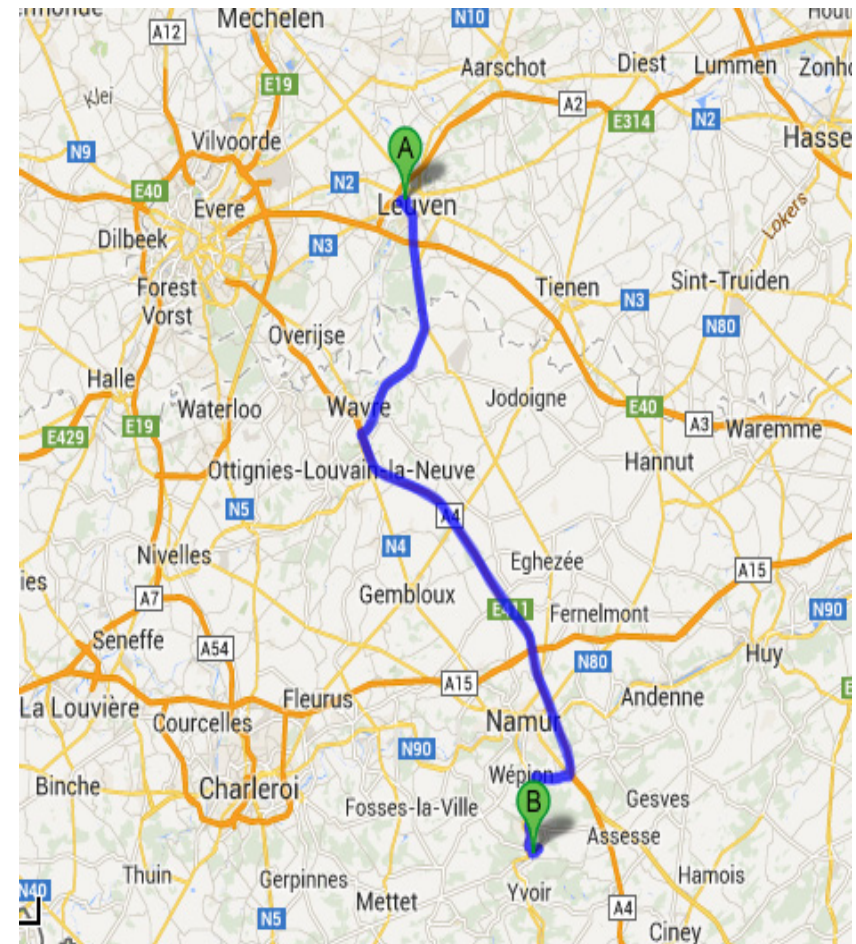 Mechelen
N10
A12
Aarschot
Diest
Lummen
E19
Klei
A2
E314
N2
Vilvoorde
A
Hasse
N9
N2
E40
Evere
Leuven
Lokers
Dilbeek
N3
Forest
Vorst
Tienen
Sint-Truiden
N3
Overijse
N80
Halle
Waterloo
Wavre
Jodoigne
E40
E19
A3
Waremme
E429
Hannut
Ottignies-Louvain-la-Neuve
N5
A4
N4
Nivelles
Eghezée
A15
ies
Gembloux
A7
E411
Fernelmont
N90
Seneffe
A54
N80
Huy
A15
La Louvière
Fleurus
Andenne
Courcelles
Namur
N90
Wépion
Binche
Charleroi
B
Gesves
Fosses-la-Ville
Assesse
Thuin
Gerpinnes
Hamois
N40
Mettet
Yvoir
N5
A4
Ciney